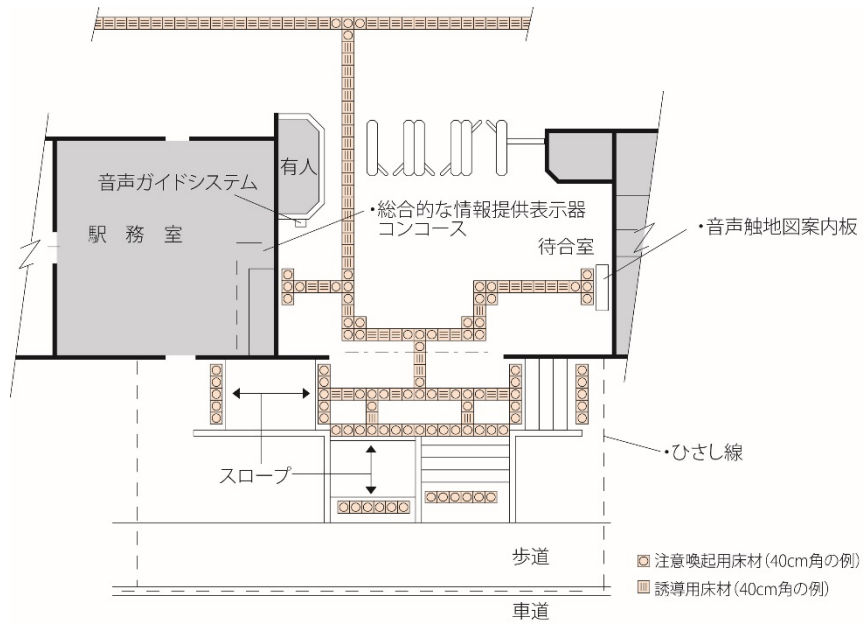 有人
音声ガイドシステム
・総合的な情報提供表示器
コンコース
駅務室
待合室
・音声触地図案内板
スロープ
・ひさし線
歩道
車道
注意喚起用床材(40cm角の例)
誘導用床材(40cm角の例)